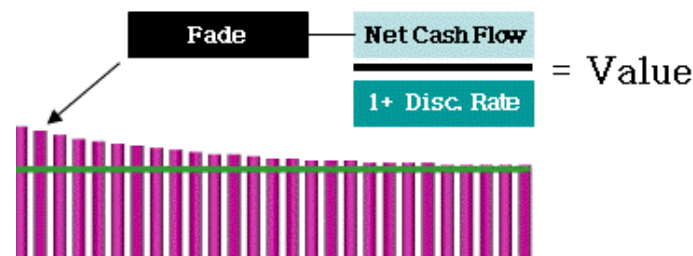 Fade
Net Cash Flow
= Value
1+ Disc. Rate